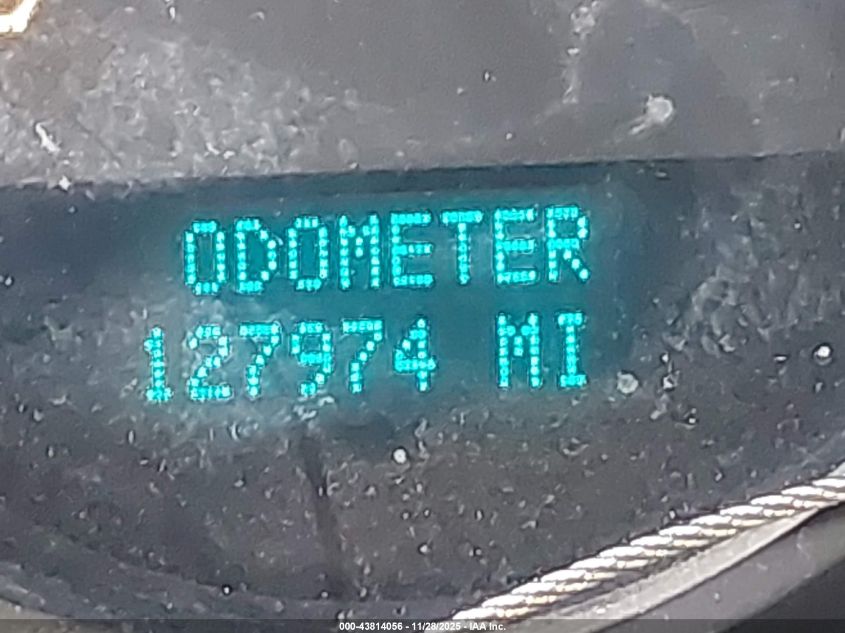 ODOMETER
127974 MI
000-43814056 - 11/28/2025 - IAA Inc.